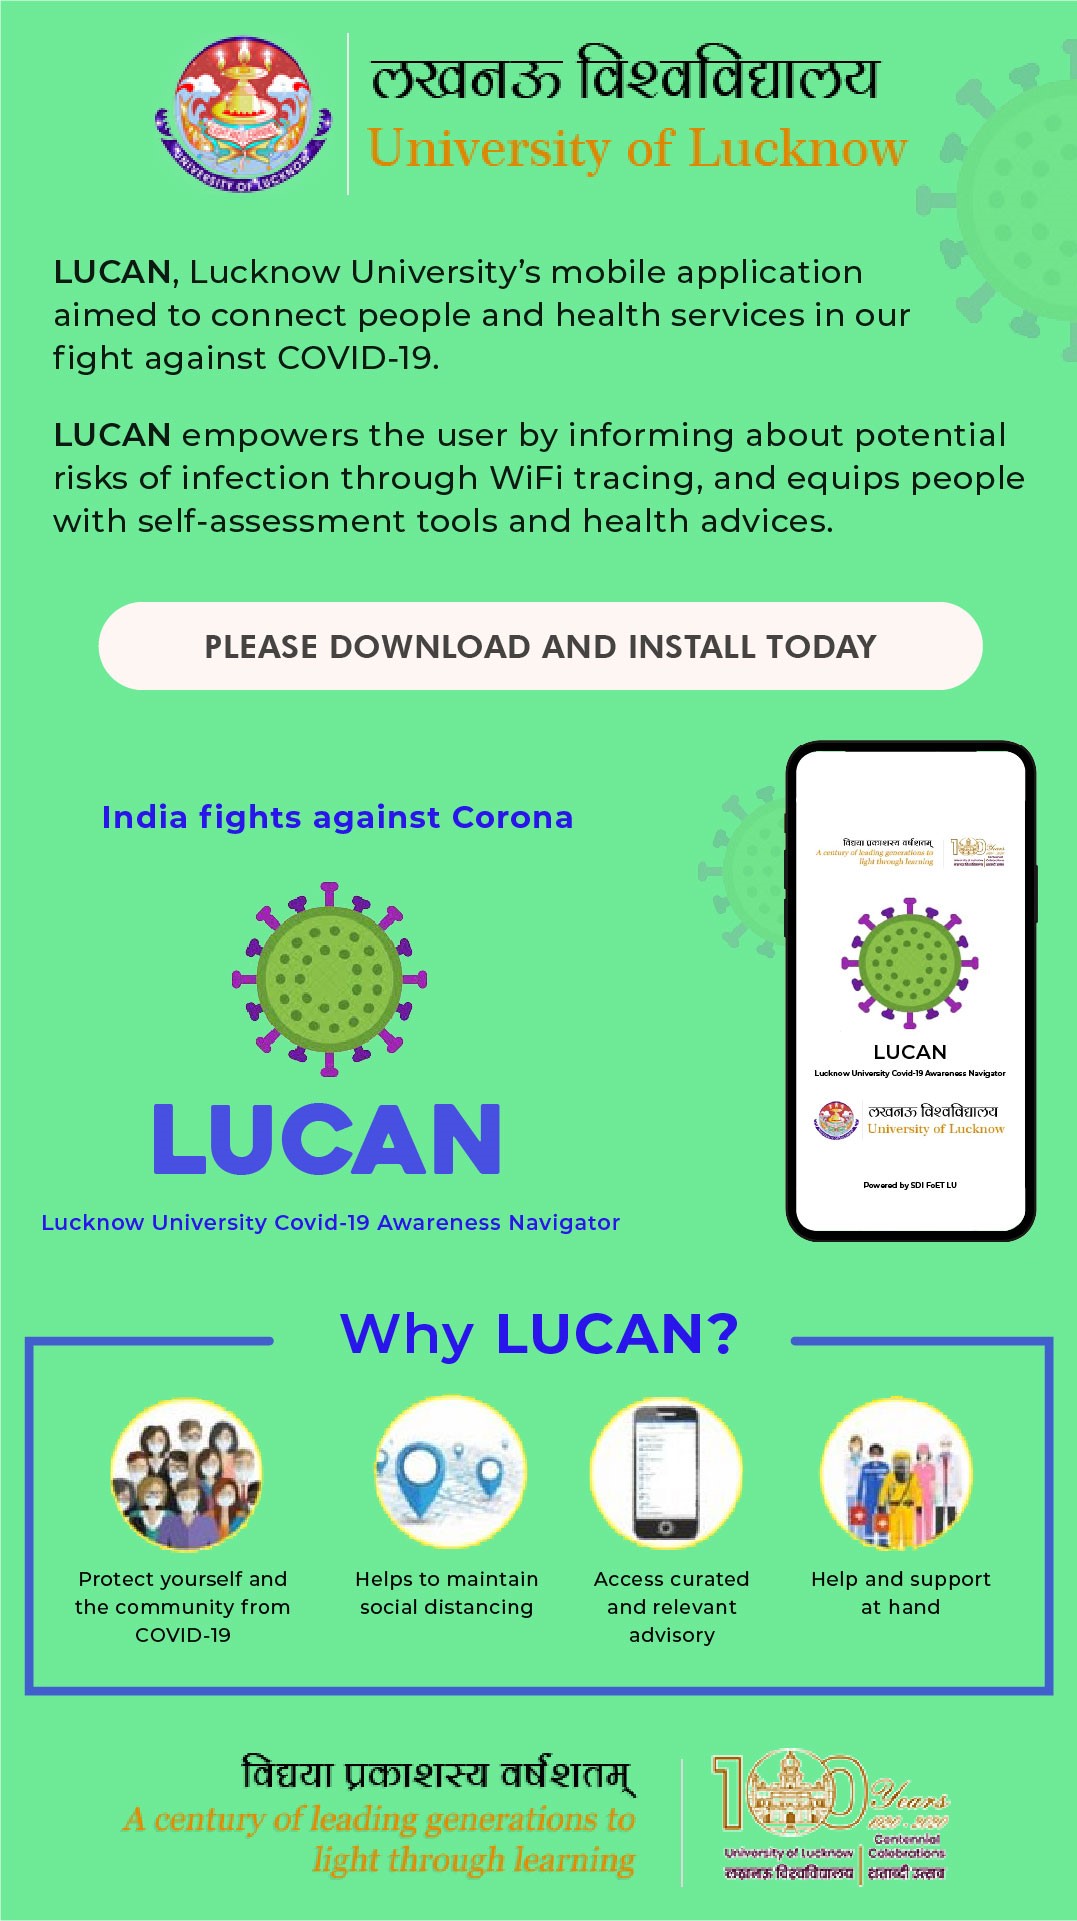 लखनऊ विश्वविद्यालय
University of Lucknow
LIGHT AND LEARNING
UNIVERSITY OF LUCKNOW
LUCAN, Lucknow University’s mobile application
aimed to connect people and health services in our
fight against COVID-19.
LUCAN empowers the user by informing about potential
risks of infection through WiFi tracing, and equips people
with self-assessment tools and health advices.
PLEASE DOWNLOAD AND INSTALL TODAY
India fights against Corona
LUCAN
Lucknow University Covid-19 Awareness Navigator
विद्यया प्रकाशस्य वर्षशतम्
A century of leading generations to
light through learning
100 Years
LUCAN
Lucknow University Covid-19 Awareness Navigator
लखनऊ विश्वविद्यालय
University of Lucknow
Powered by SDI FoET LU
Why LUCAN?
Protect yourself and
the community from
COVID-19
Helps to maintain
social distancing
Access curated
and relevant
advisory
Help and support
at hand
विद्यया प्रकाशस्य वर्षशतम्
A century of leading generations to
light through learning
100 Years
1920 - 2020
University of Lucknow
लखनऊ विश्वविद्यालय
Centennial
Celebrations
शताब्दी उत्सव